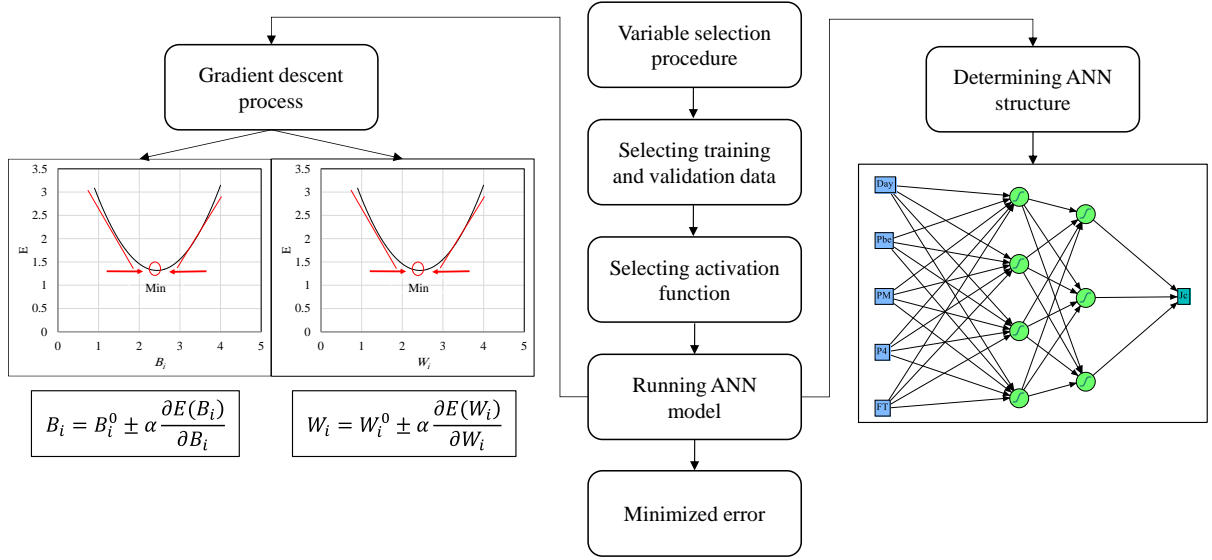 Variable selection
procedure
Selecting training
and validation data
Selecting activation
function
Running ANN
model
Minimized error
Gradient descent
process
3.5
3
2.5
2
1.5
1
0.5
0
E
Min
0 1 2 3 4 5
Bᵢ
3.5
3
2.5
2
1.5
1
0.5
0
E
Min
0 1 2 3 4 5
Wᵢ
Bᵢ = Bᵢ⁰ ± α ∂E(Bᵢ)/∂Bᵢ
Wᵢ = Wᵢ⁰ ± α ∂E(Wᵢ)/∂Wᵢ
Determining ANN
structure
Day
Pbe
PM
P4
FT
Jc